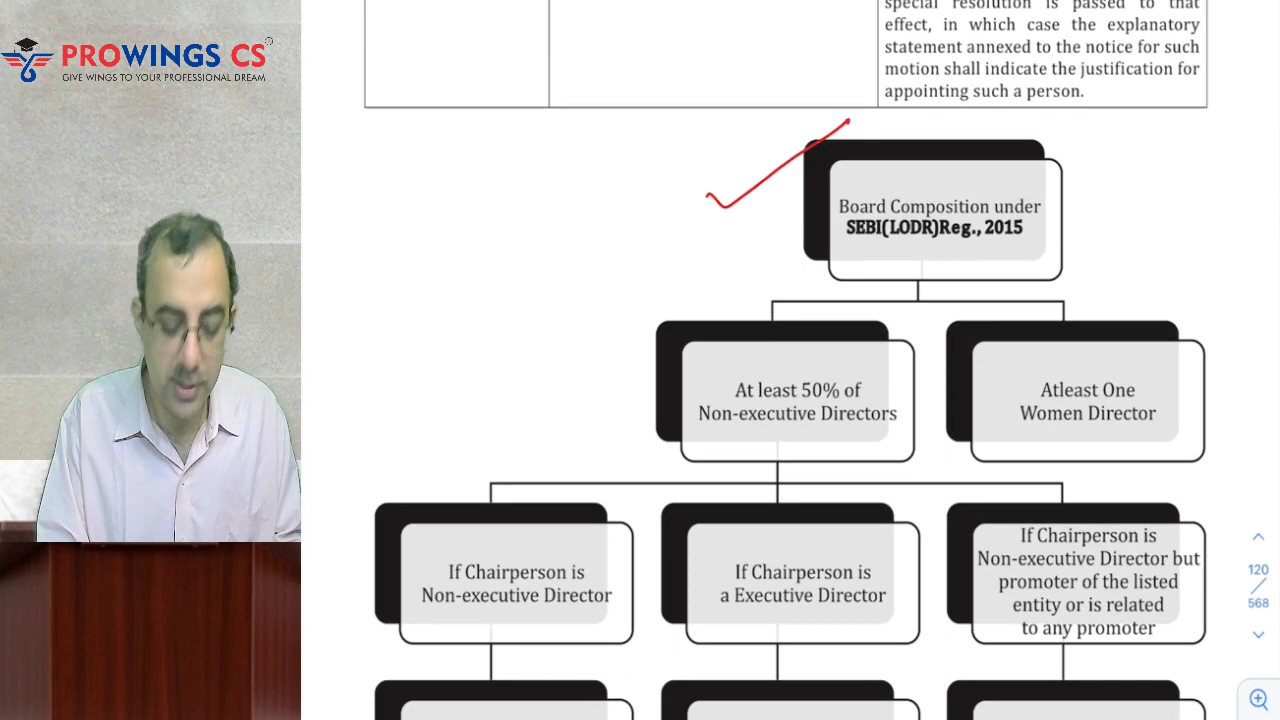 PROWINGS CS
GIVE WINGS TO YOUR PROFESSIONAL DREAM
special resolution is passed to that
effect, in which case the explanatory
statement annexed to the notice for such
motion shall indicate the justification for
appointing such a person.
Board Composition under
SEBI(LODR)Reg., 2015
At least 50% of
Non-executive Directors
Atleast One
Women Director
If Chairperson is
Non-executive Director
If Chairperson is
a Executive Director
If Chairperson is
Non-executive Director but
promoter of the listed
entity or is related
to any promoter
120
568